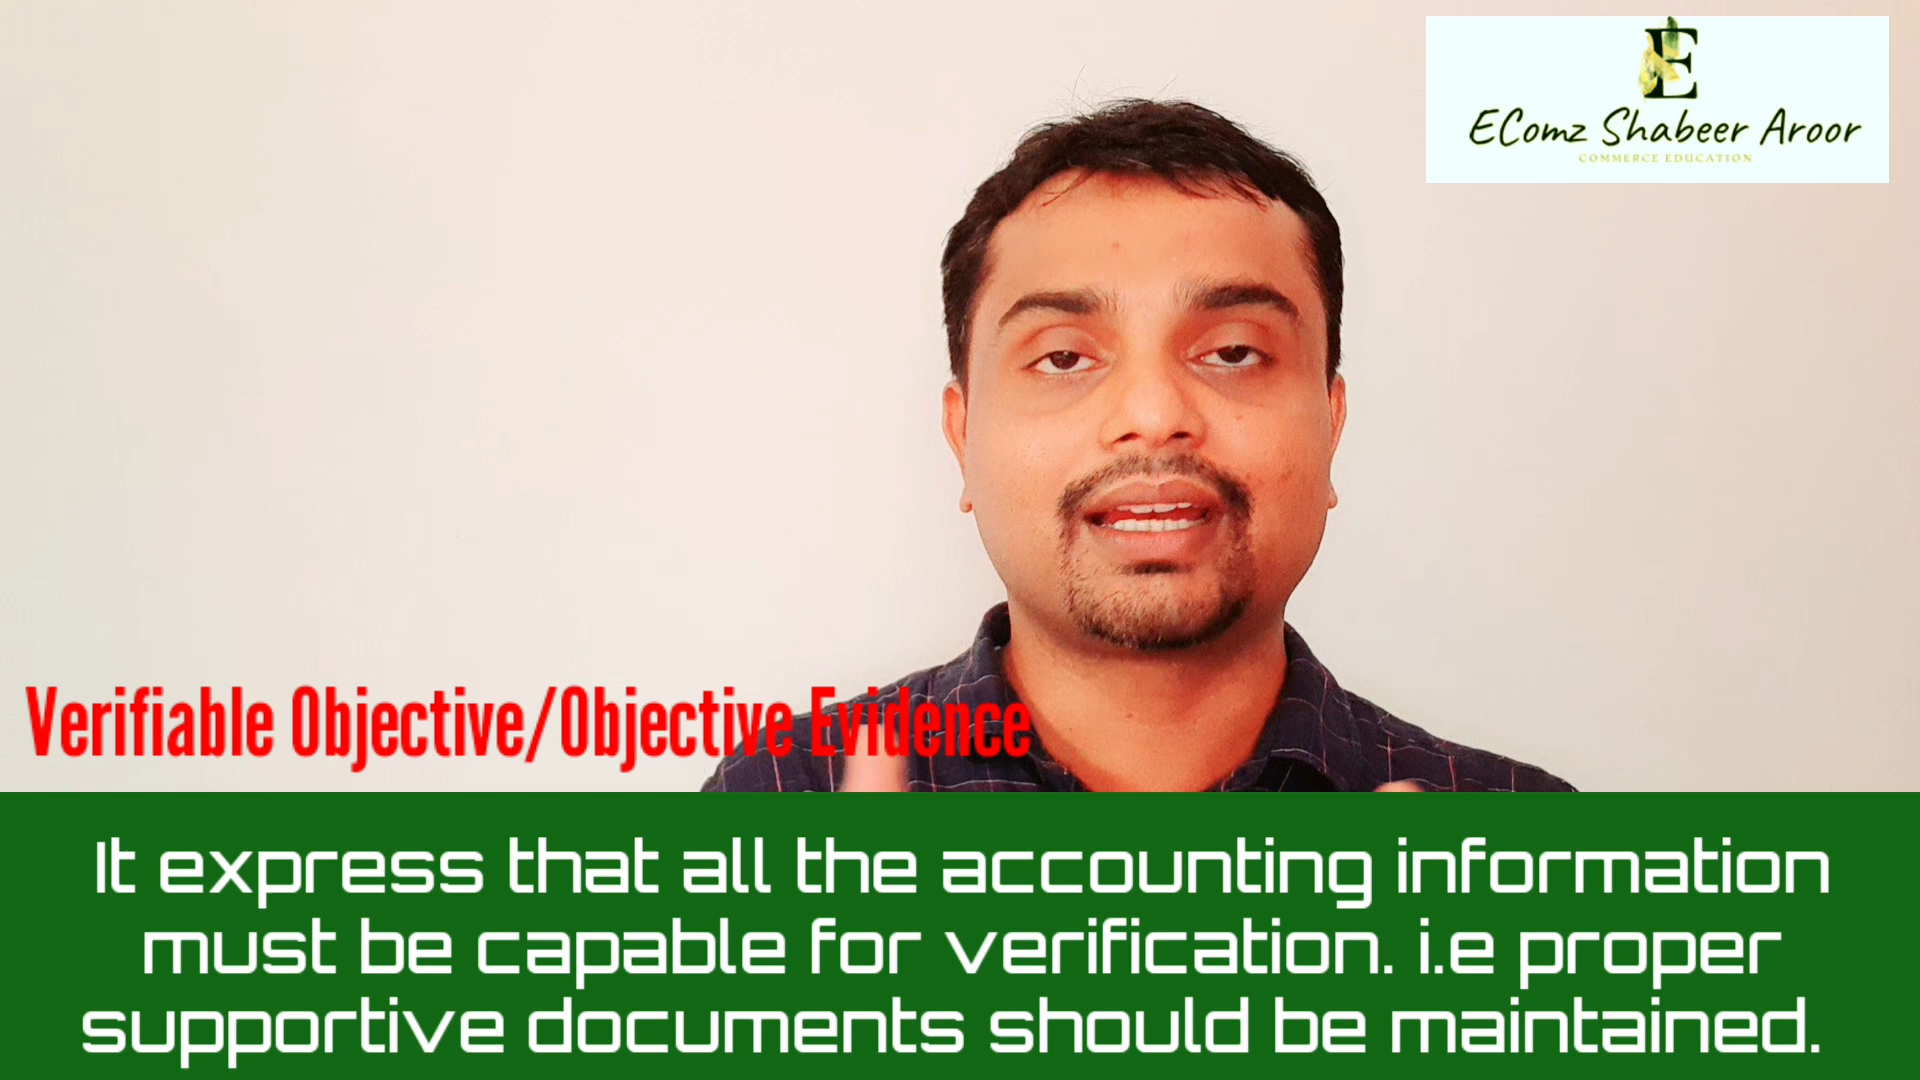 E
EComz Shabeer Aroor
COMMERCE EDUCATION
Verifiable Objective/Objective Evidence
It express that all the accounting information
must be capable for verification. i.e proper
supportive documents should be maintained.